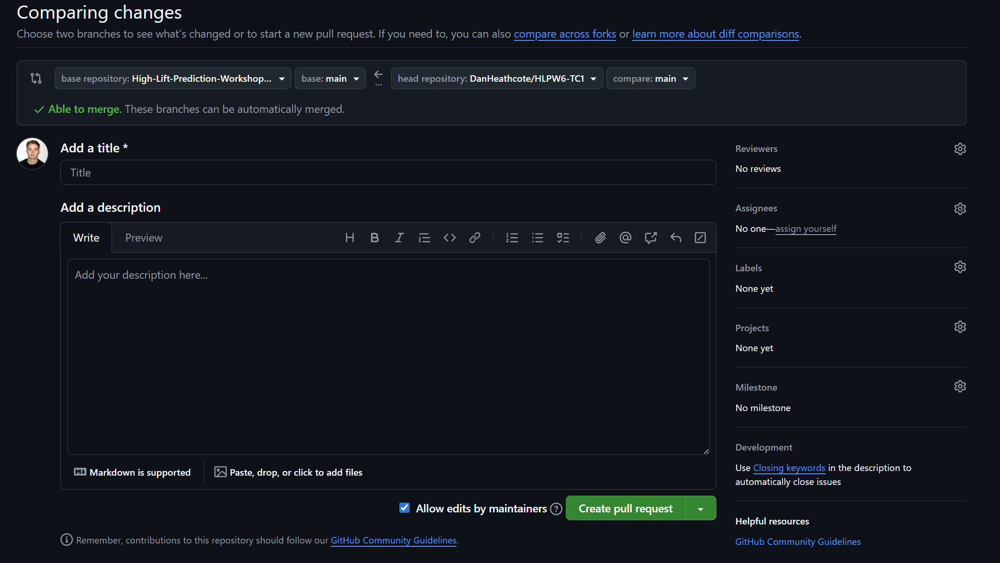 Comparing changes
Choose two branches to see what's changed or to start a new pull request. If you need to, you can also compare across forks or learn more about diff comparisons.
base repository: High-Lift-Prediction-Workshop... base: main ... head repository: DanHeathcote/HLPW6-TC1 compare: main
Able to merge. These branches can be automatically merged.
Add a title *
Title
Add a description
Write Preview
Add your description here...
Markdown is supported Paste, drop, or click to add files
Allow edits by maintainers Create pull request
Remember, contributions to this repository should follow our GitHub Community Guidelines.
Reviewers
No reviews
Assignees
No one—assign yourself
Labels
None yet
Projects
None yet
Milestone
No milestone
Development
Use Closing keywords in the description to
automatically close issues
Helpful resources
GitHub Community Guidelines